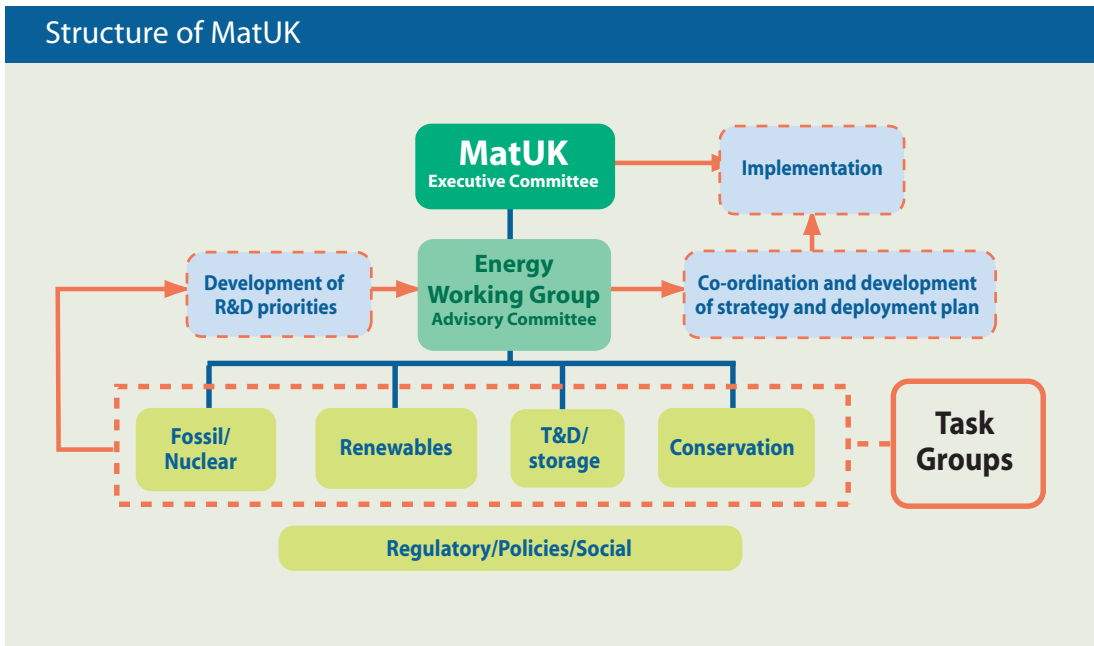 Structure of MatUK
MatUK
Executive Committee
Implementation
Development of
R&D priorities
Energy
Working Group
Advisory Committee
Co-ordination and development
of strategy and deployment plan
Fossil/
Nuclear
Renewables
T&D/
storage
Conservation
Task
Groups
Regulatory/Policies/Social